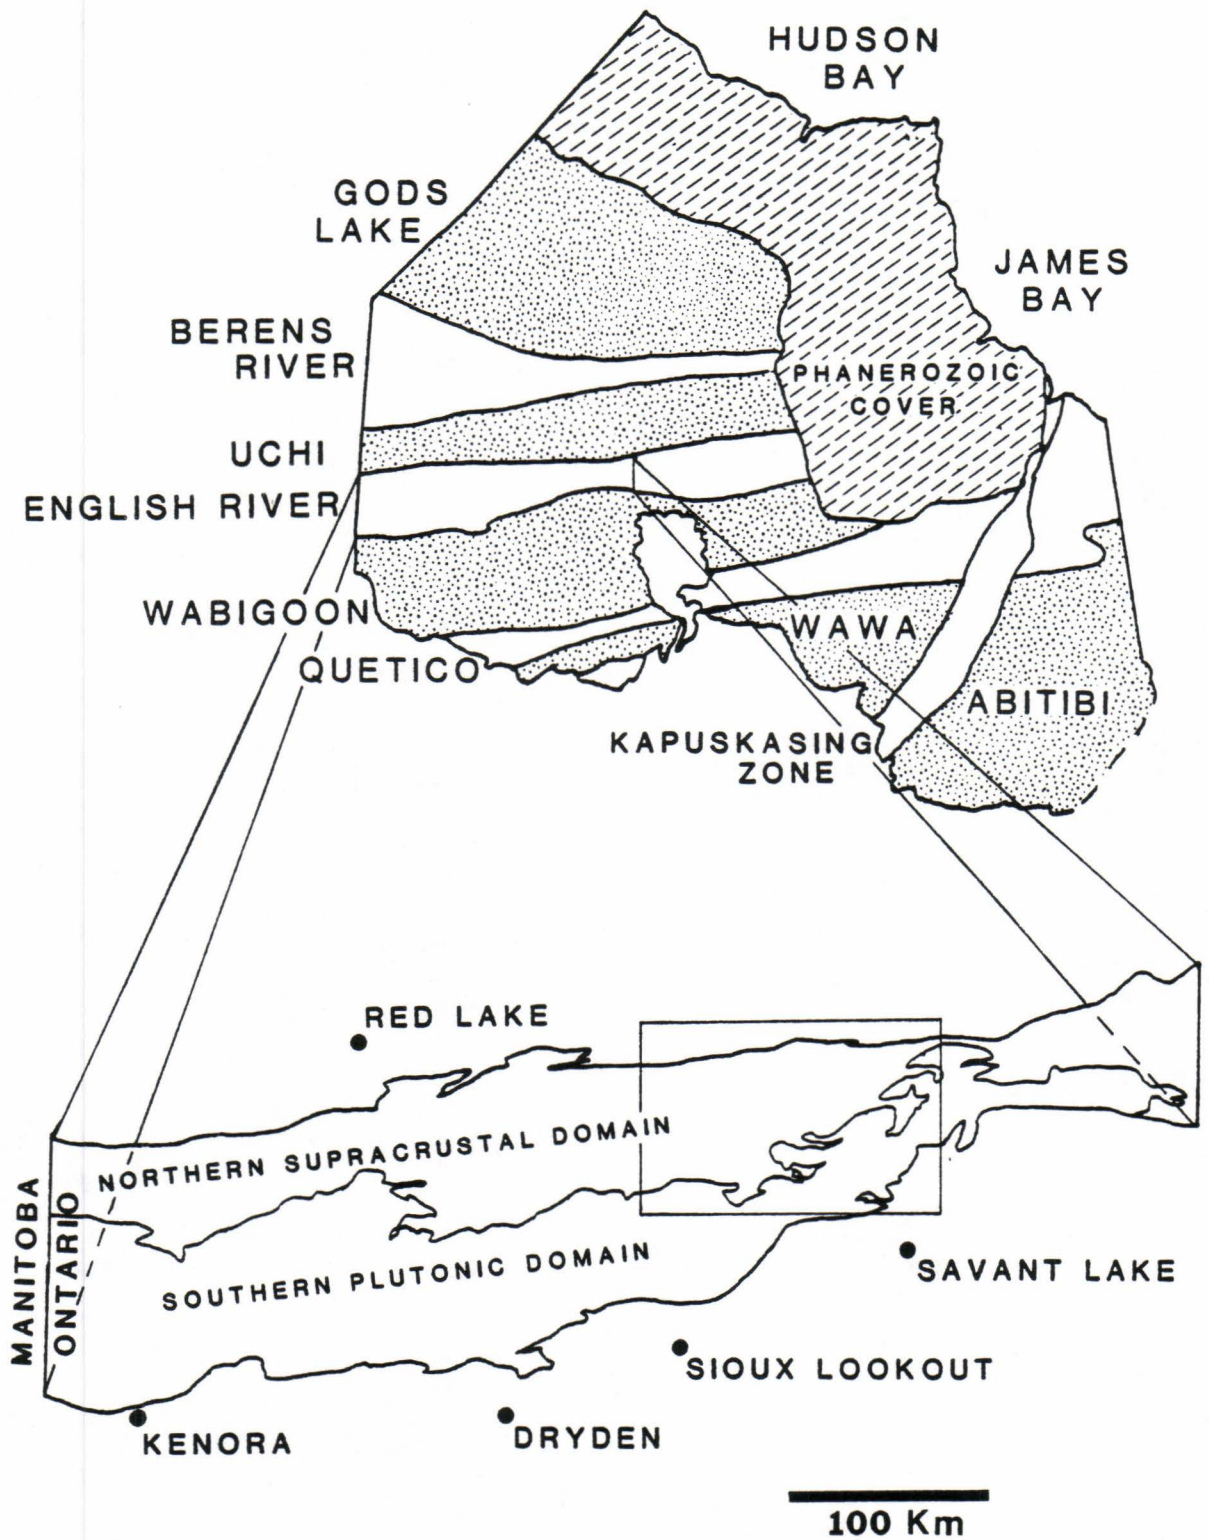 HUDSON
BAY
GODS
LAKE
JAMES
BAY
BERENS
RIVER
PHANEROZOIC
COVER
UCHI
ENGLISH RIVER
WABIGOON
WAWA
QUETICO
ABITIBI
KAPUSKASING
ZONE
RED LAKE
NORTHERN SUPRACRUSTAL DOMAIN
MANITOBA
ONTARIO
SOUTHERN PLUTONIC DOMAIN
SAVANT LAKE
SIOUX LOOKOUT
KENORA
DRYDEN
100 Km